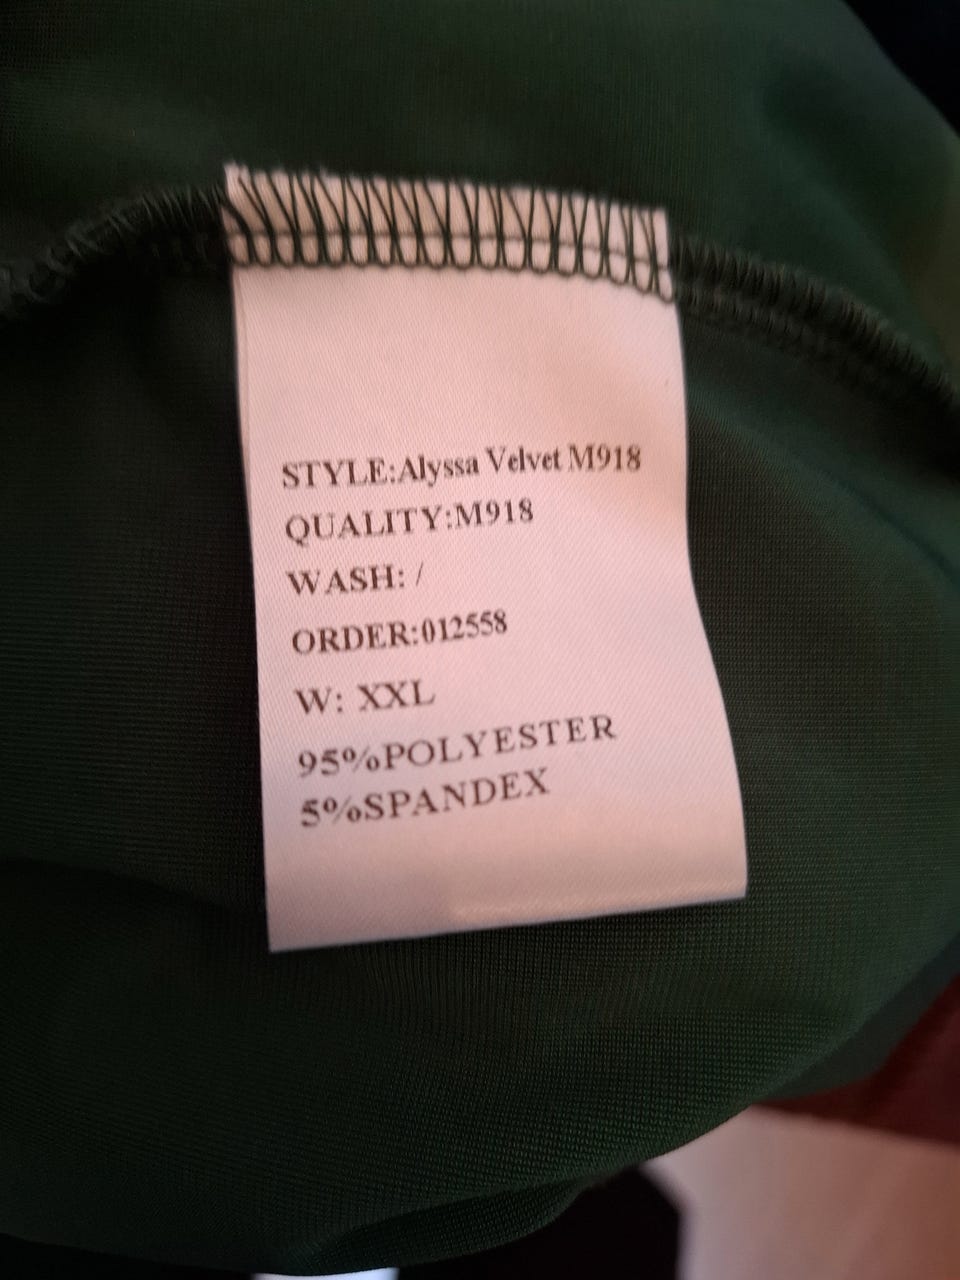 STYLE:Alyssa Velvet M918
QUALITY:M918
WASH: /
ORDER:012558
W: XXL
95%POLYESTER
5%SPANDEX